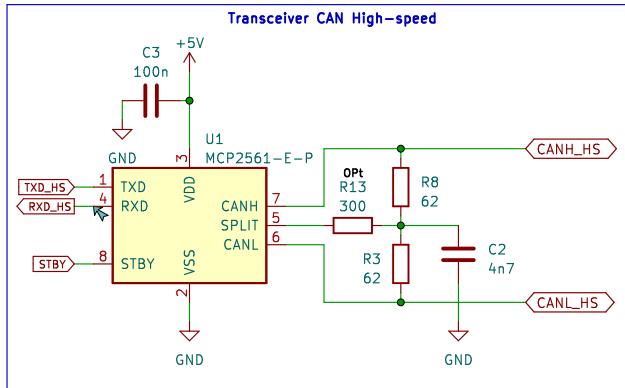 Transceiver CAN High-speed
+5V
C3
100n
GND
U1
MCP2561-E-P
3
VDD
TXD_HS
1
TXD
RXD_HS
4
RXD
STBY
8
STBY
CANH
7
SPLIT
5
CANL
6
VSS
2
GND
OPt
R13
300
R8
62
R3
62
C2
4n7
GND
CANH_HS
CANL_HS